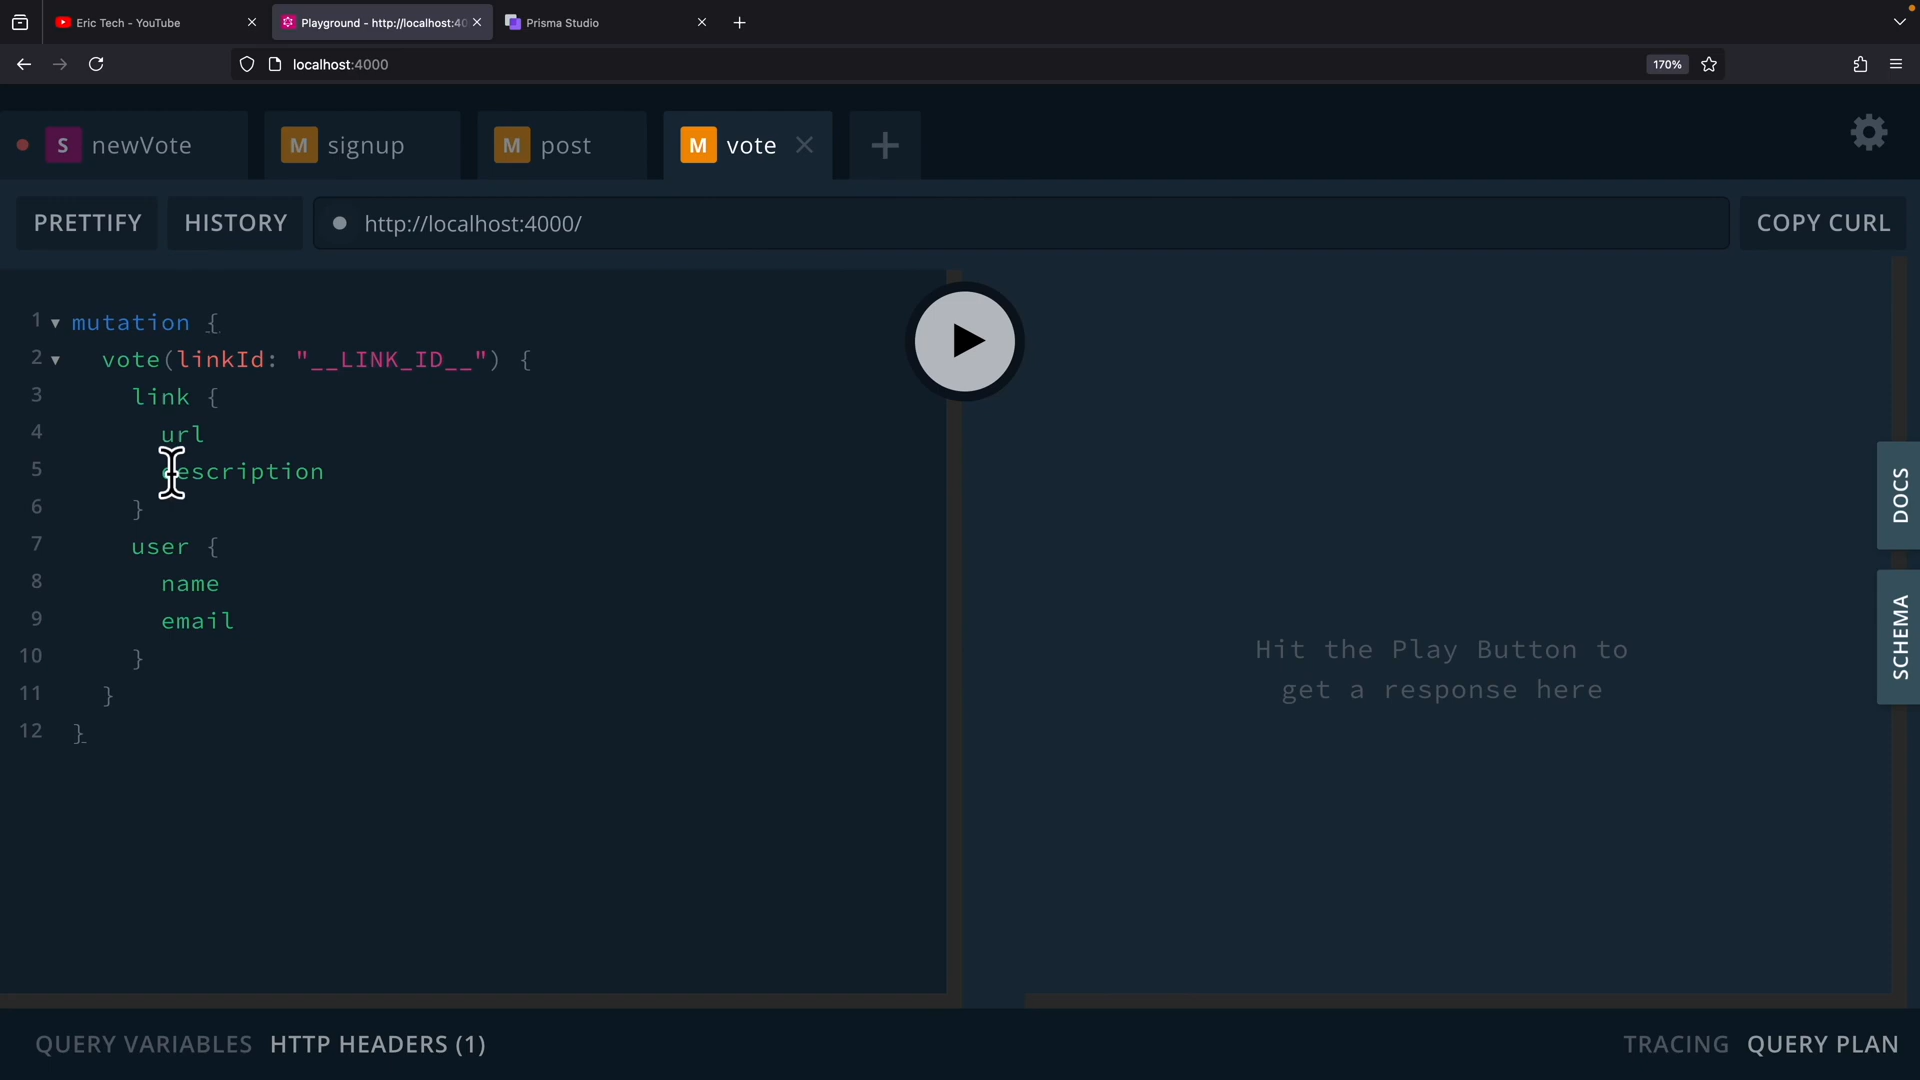 Eric Tech - YouTube
Playground - http://localhost:40
Prisma Studio
localhost:4000
170%
S newVote
M signup
M post
M vote
PRETTIFY
HISTORY
http://localhost:4000/
COPY CURL
1 mutation {
2 vote(linkId: "__LINK_ID__") {
3 link {
4 url
5 description
6 }
7 user {
8 name
9 email
10 }
11 }
12 }
Hit the Play Button to
get a response here
DOCS
SCHEMA
QUERY VARIABLES
HTTP HEADERS (1)
TRACING
QUERY PLAN